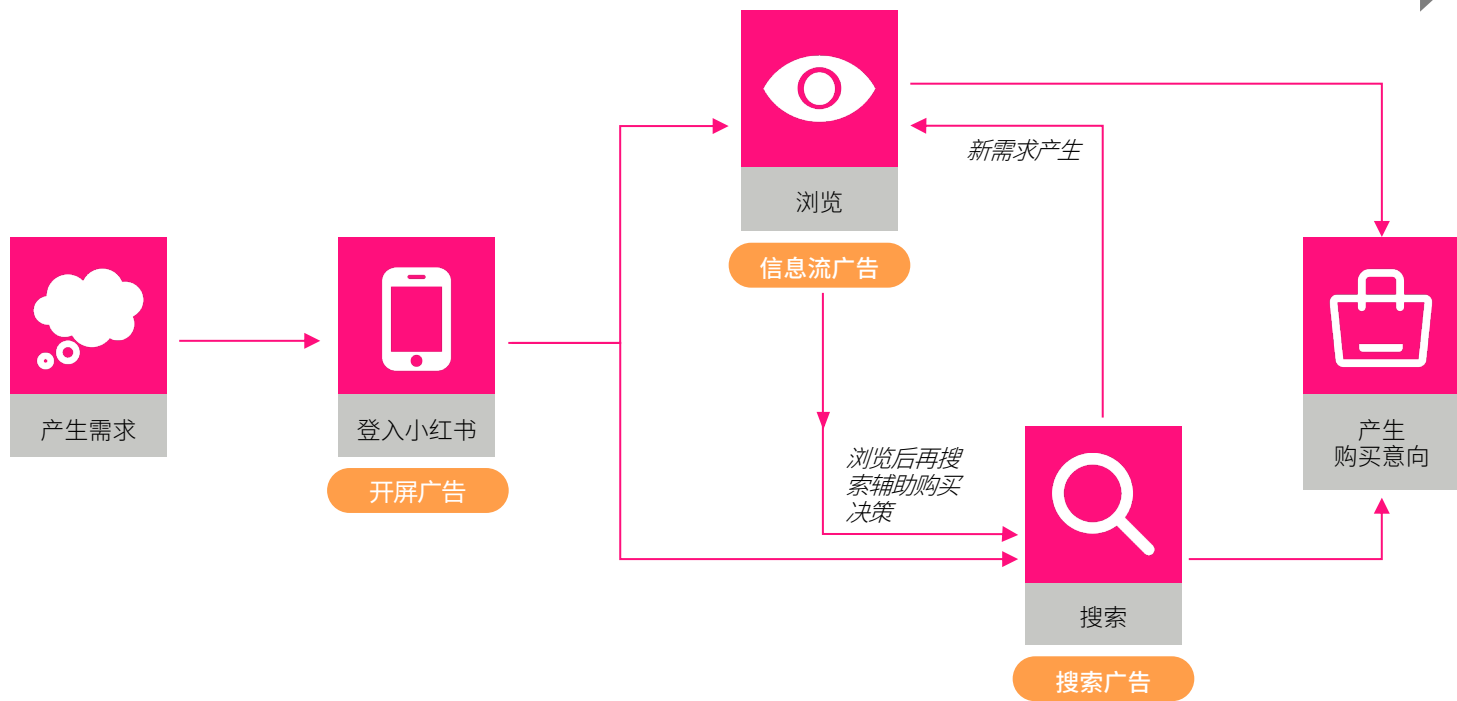 新需求产生
浏览
信息流广告
产生需求
登入小红书
开屏广告
浏览后再搜
索辅助购买
决策
产生
购买意向
搜索
搜索广告